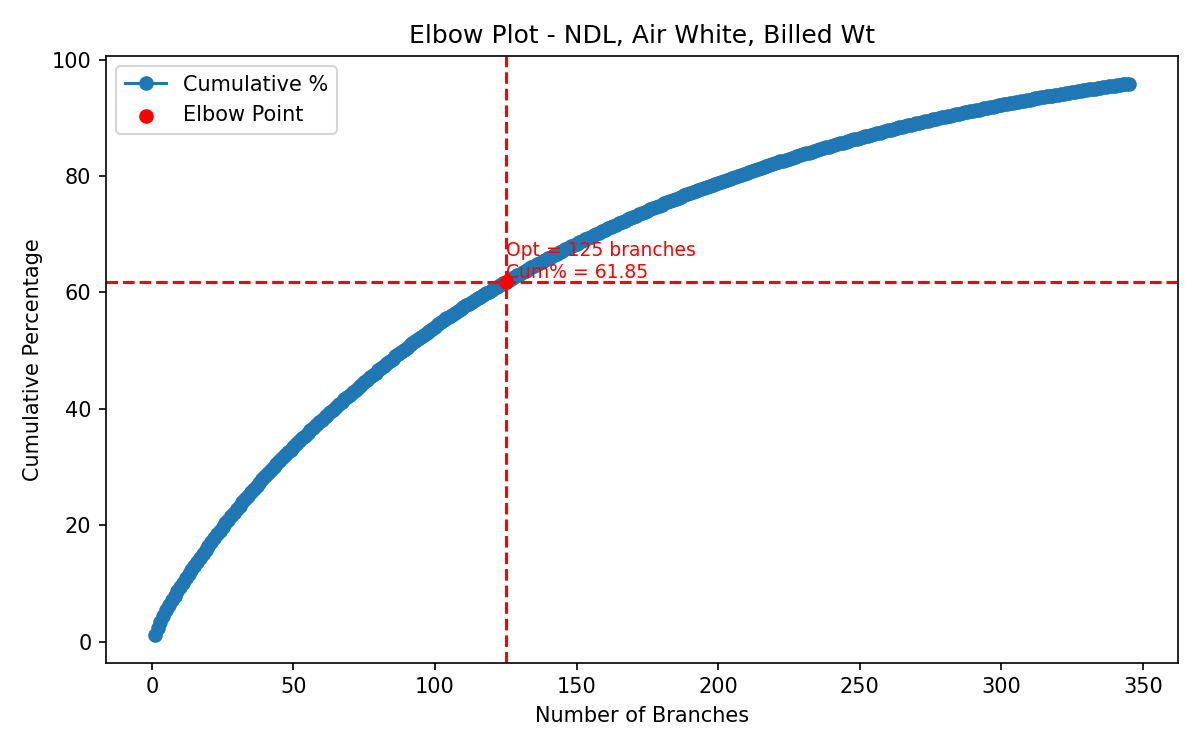 Elbow Plot - NDL, Air White, Billed Wt
Cumulative %
Elbow Point
Opt = 125 branches
Cum% = 61.85
Cumulative Percentage
100
80
60
40
20
0
0 50 100 150 200 250 300 350
Number of Branches